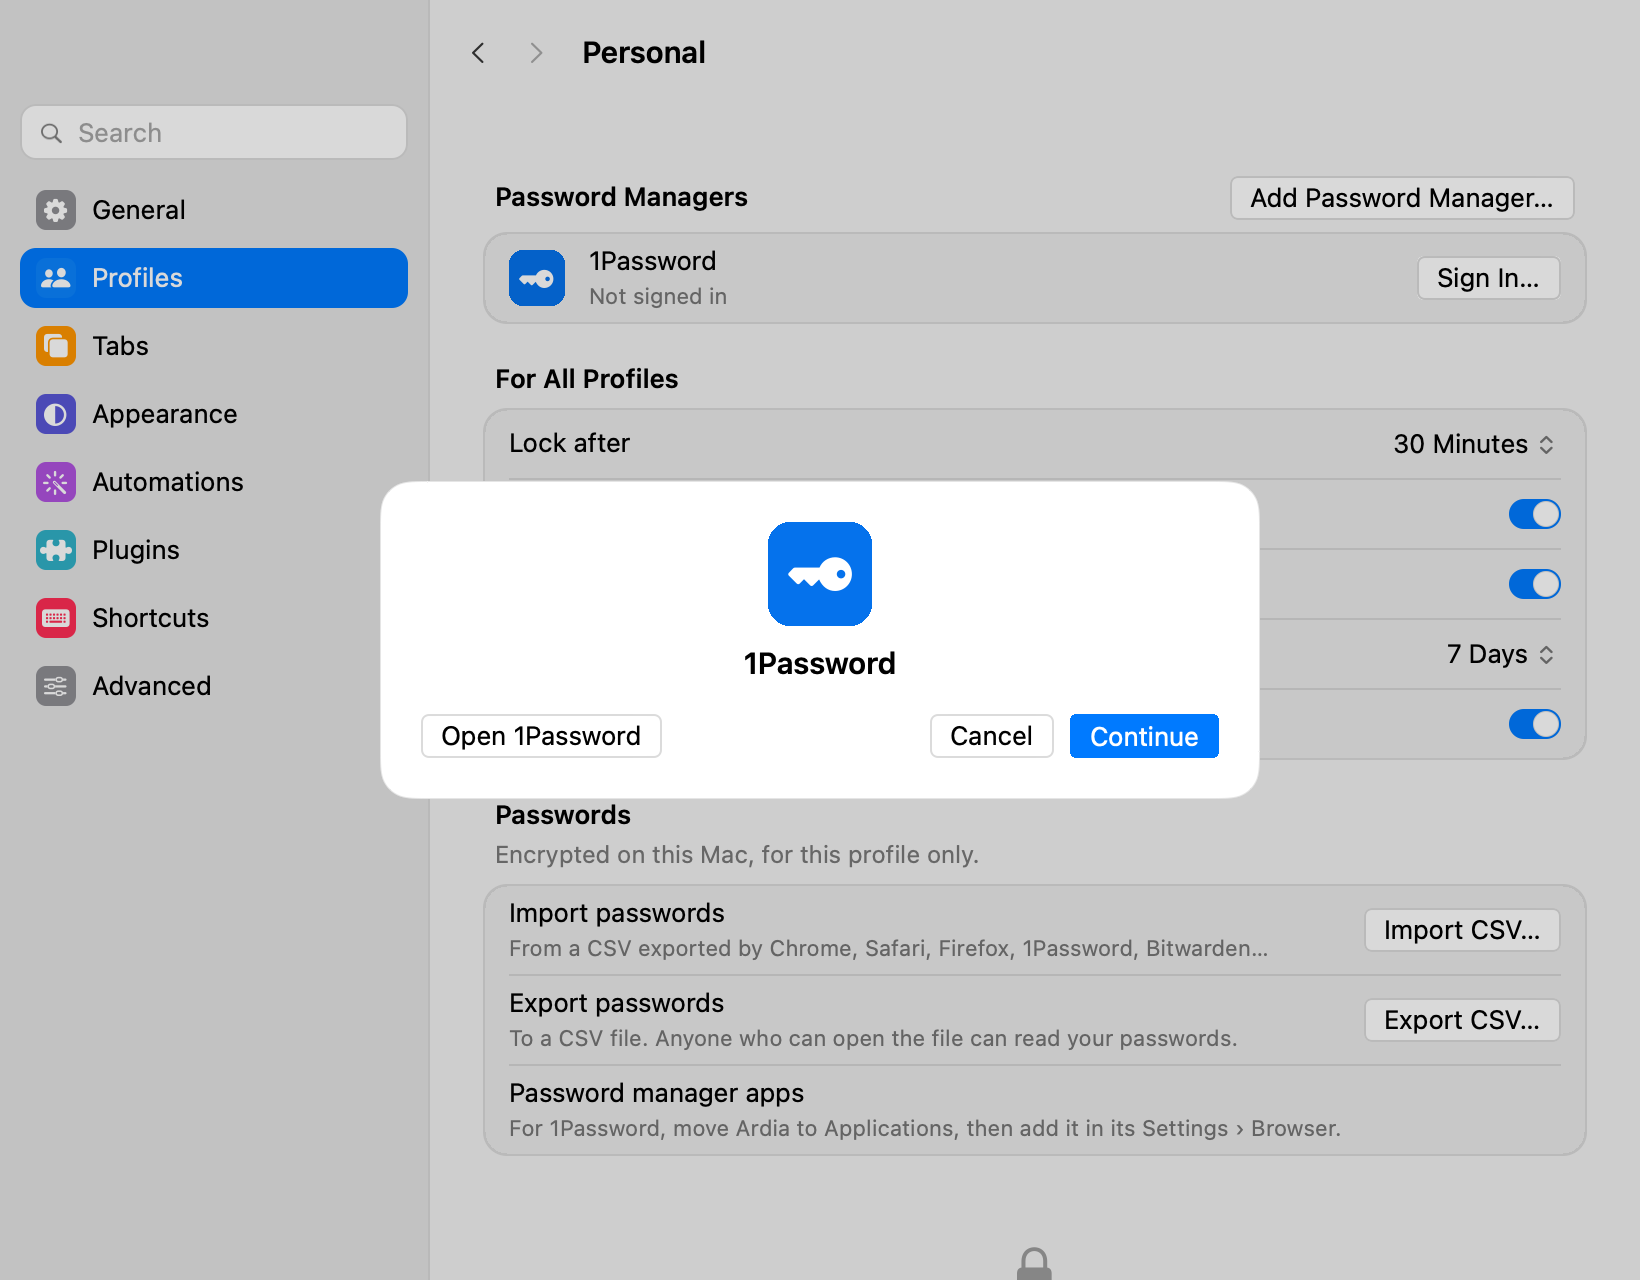 Personal
Search
General
Profiles
Tabs
Appearance
Automations
Plugins
Shortcuts
Advanced
Password Managers
Add Password Manager...
1Password
Not signed in
Sign In...
For All Profiles
Lock after
30 Minutes
7 Days
1Password
Open 1Password
Cancel
Continue
Passwords
Encrypted on this Mac, for this profile only.
Import passwords
From a CSV exported by Chrome, Safari, Firefox, 1Password, Bitwarden...
Import CSV...
Export passwords
To a CSV file. Anyone who can open the file can read your passwords.
Export CSV...
Password manager apps
For 1Password, move Ardia to Applications, then add it in its Settings › Browser.